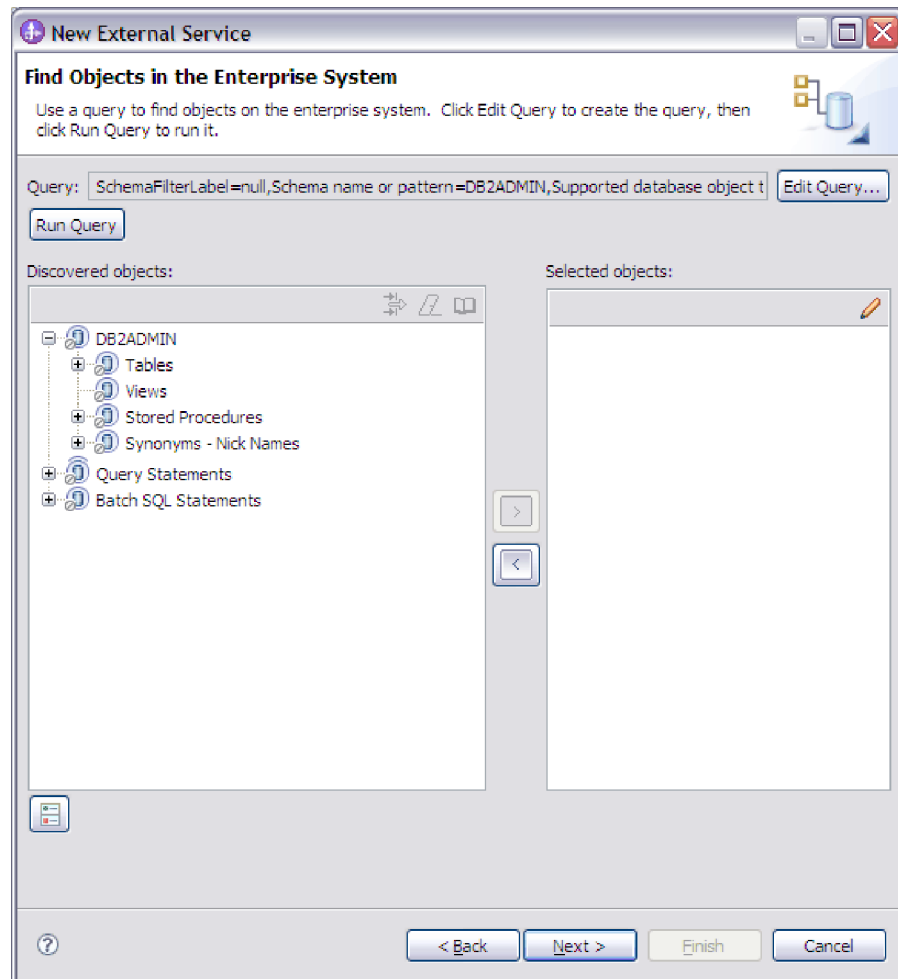 New External Service
Find Objects in the Enterprise System
Use a query to find objects on the enterprise system. Click Edit Query to create the query, then
click Run Query to run it.
Query: SchemaFilterLabel=null,Schema name or pattern=DB2ADMIN,Supported database object t Edit Query...
Run Query
Discovered objects: Selected objects:
DB2ADMIN
Tables
Views
Stored Procedures
Synonyms - Nick Names
Query Statements
Batch SQL Statements
>
<
< Back Next > Finish Cancel